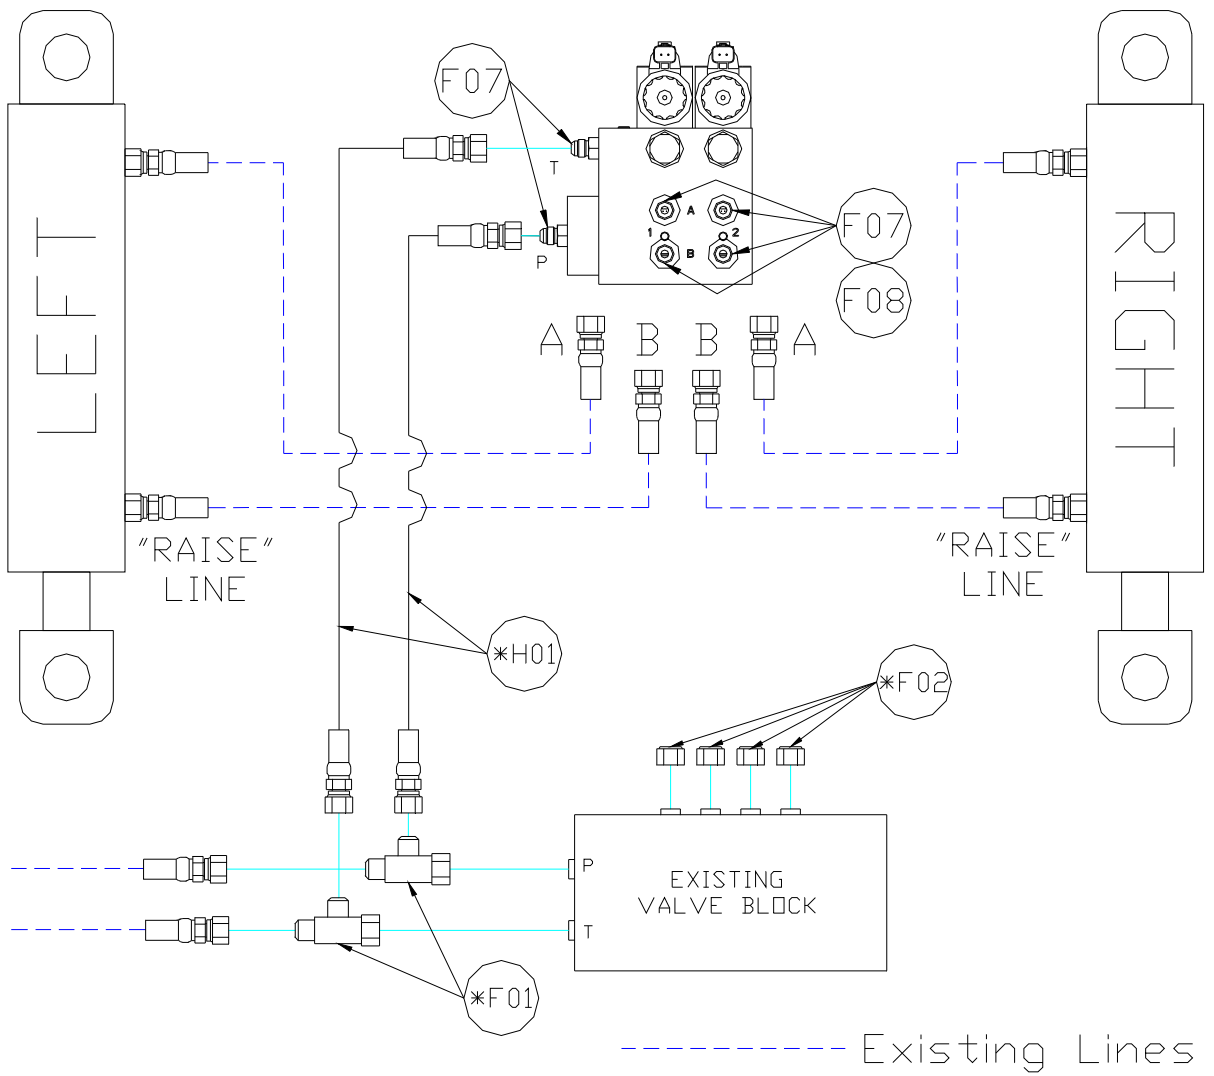 F07
T
P
A
1
2
B
F07
F08
LEFT
RIGHT
A
B
B
A
"RAISE"
LINE
"RAISE"
LINE
*H01
*F02
P
EXISTING
VALVE BLOCK
T
*F01
Existing Lines